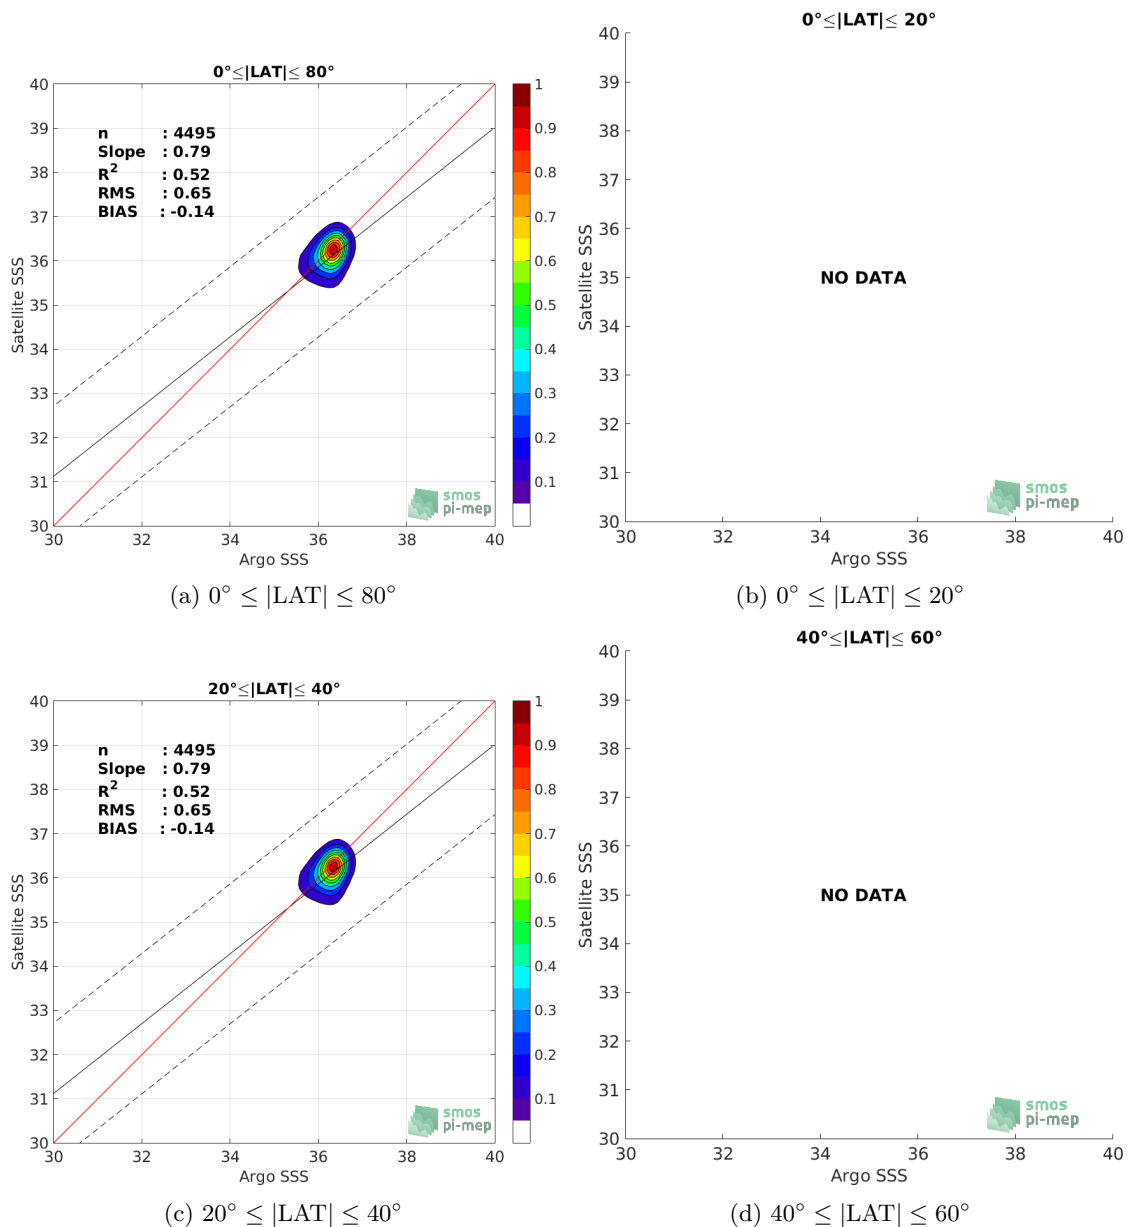 0°≤|LAT|≤ 80°
n : 4495
Slope : 0.79
R2 : 0.52
RMS : 0.65
BIAS : -0.14
40
39
38
37
36
35
34
33
32
31
30
Satellite SSS
30 32 34 36 38 40
Argo SSS
1
0.9
0.8
0.7
0.6
0.5
0.4
0.3
0.2
0.1
smos
pi-mep
(a) 0° ≤ |LAT| ≤ 80°
0°≤|LAT|≤ 20°
40
39
38
37
36
35
34
33
32
31
30
Satellite SSS
NO DATA
smos
pi-mep
30 32 34 36 38 40
Argo SSS
(b) 0° ≤ |LAT| ≤ 20°
20°≤|LAT|≤ 40°
n : 4495
Slope : 0.79
R2 : 0.52
RMS : 0.65
BIAS : -0.14
40
39
38
37
36
35
34
33
32
31
30
Satellite SSS
30 32 34 36 38 40
Argo SSS
1
0.9
0.8
0.7
0.6
0.5
0.4
0.3
0.2
0.1
smos
pi-mep
(c) 20° ≤ |LAT| ≤ 40°
40°≤|LAT|≤ 60°
40
39
38
37
36
35
34
33
32
31
30
Satellite SSS
NO DATA
smos
pi-mep
30 32 34 36 38 40
Argo SSS
(d) 40° ≤ |LAT| ≤ 60°